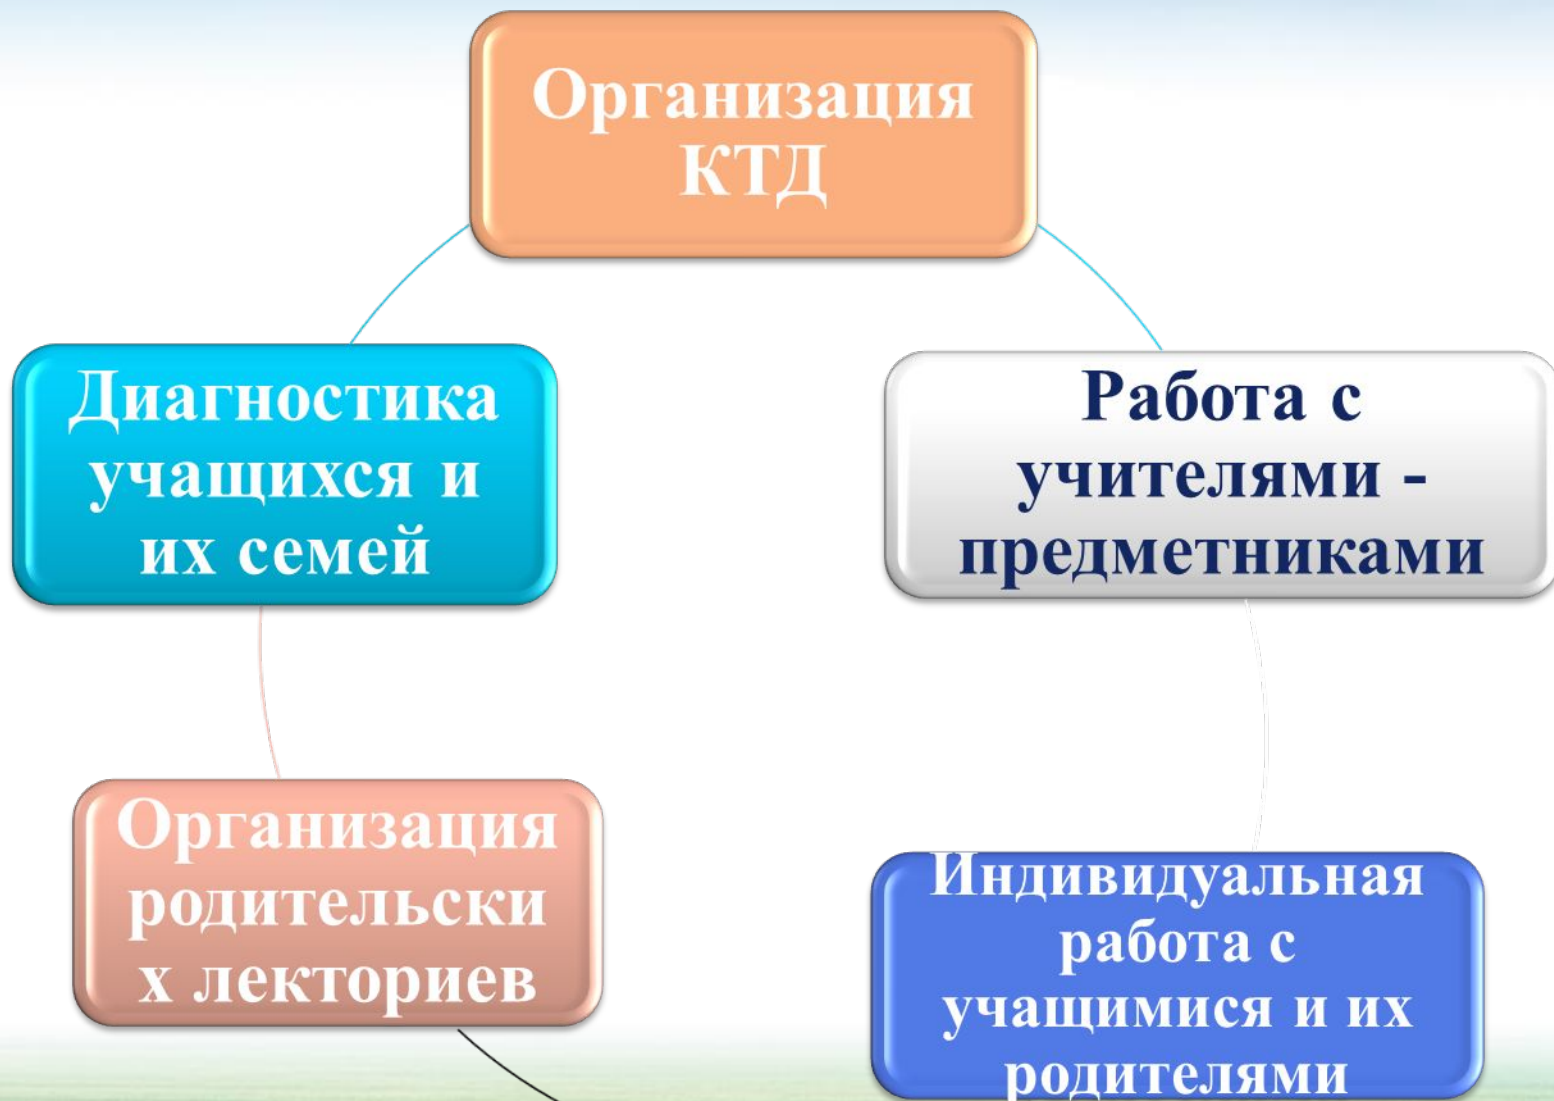 Организация
КТД
Диагностика
учащихся и
их семей
Работа с
учителями -
предметниками
Организация
родительски
х лекториев
Индивидуальная
работа с
учащимися и их
родителями